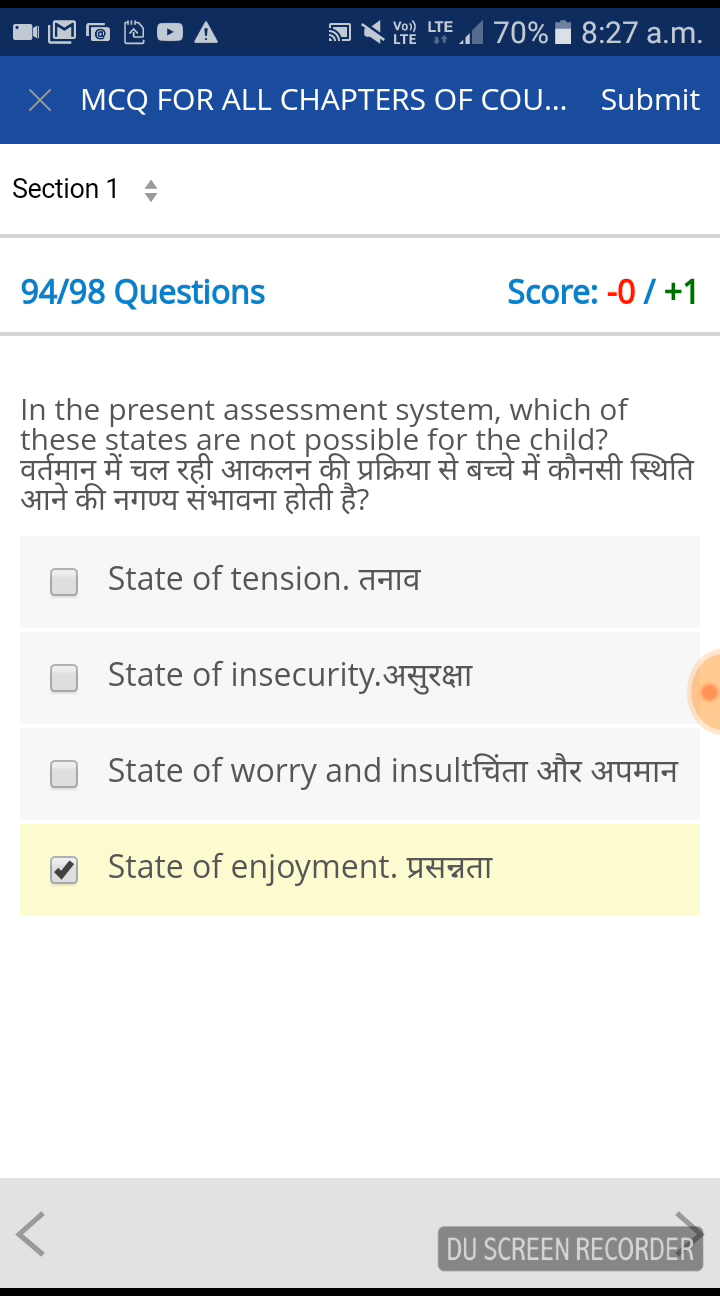 Vo)) LTE LTE 70% 8:27 a.m.
MCQ FOR ALL CHAPTERS OF COU... Submit
Section 1
94/98 Questions Score: -0 / +1
In the present assessment system, which of
these states are not possible for the child?
वर्तमान में चल रही आकलन की प्रक्रिया से बच्चे में कौनसी स्थिति
आने की नगण्य संभावना होती है?
State of tension. तनाव
State of insecurity.असुरक्षा
State of worry and insultचिंता और अपमान
State of enjoyment. प्रसन्नता
DU SCREEN RECORDER